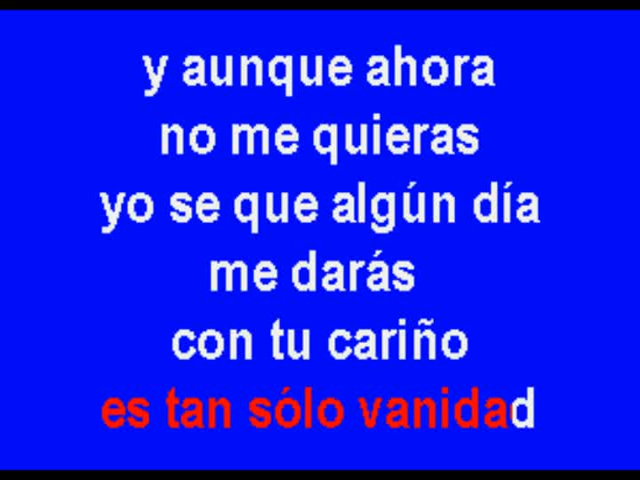 y aunque ahora
no me quieras
yo se que algún día
me darás
con tu cariño
es tan sólo vanidad